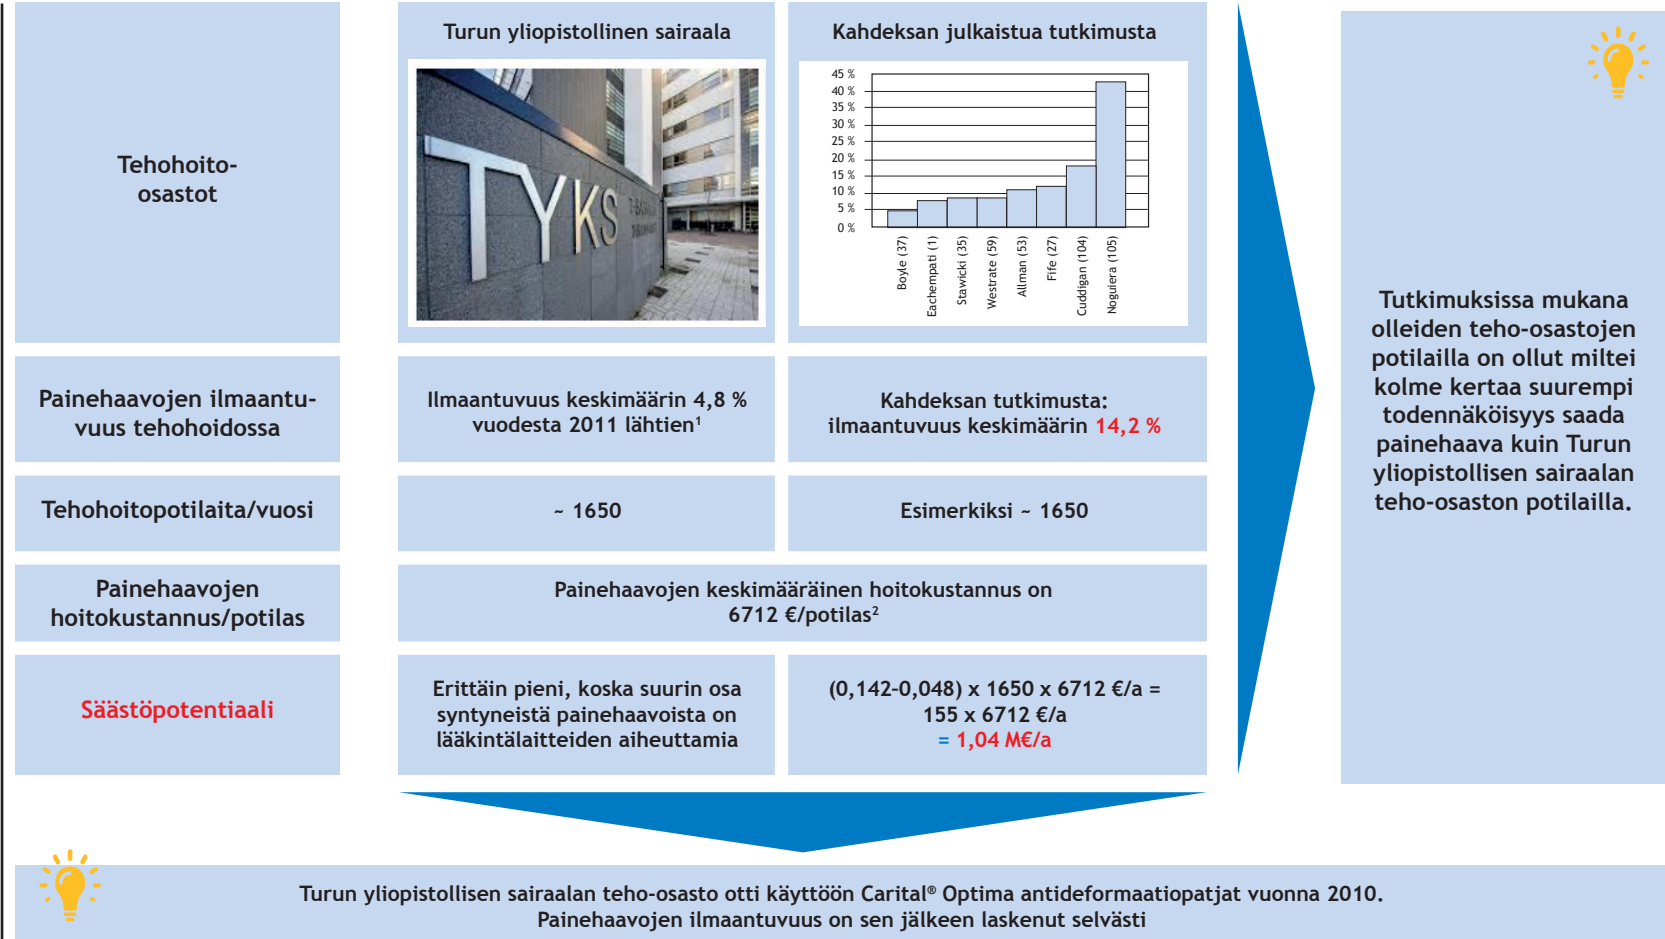 Tehohoito-
osastot
Turun yliopistollinen sairaala
TYKS
Kahdeksan julkaistua tutkimusta
45 %
40 %
35 %
30 %
25 %
20 %
15 %
10 %
5 %
0 %
Boyle (37)
Eachempati (1)
Stawicki (35)
Westrate (59)
Allman (53)
Fife (27)
Cuddigan (104)
Noguiera (105)
Painehaavojen ilmaantu-
vuus tehohoidossa
Ilmaantuvuus keskimäärin 4,8 %
vuodesta 2011 lähtien¹
Kahdeksan tutkimusta:
ilmaantuvuus keskimäärin 14,2 %
Tehohoitopotilaita/vuosi
~ 1650
Esimerkiksi ~ 1650
Painehaavojen
hoitokustannus/potilas
Painehaavojen keskimääräinen hoitokustannus on
6712 €/potilas²
Säästöpotentiaali
Erittäin pieni, koska suurin osa
syntyneistä painehaavoista on
lääkintälaitteiden aiheuttamia
(0,142–0,048) x 1650 x 6712 €/a =
155 x 6712 €/a
= 1,04 M€/a
Tutkimuksissa mukana
olleiden teho-osastojen
potilailla on ollut miltei
kolme kertaa suurempi
todennäköisyys saada
painehaava kuin Turun
yliopistollisen sairaalan
teho-osaston potilailla.
Turun yliopistollisen sairaalan teho-osasto otti käyttöön Carital® Optima antideformaatiopatjat vuonna 2010.
Painehaavojen ilmaantuvuus on sen jälkeen laskenut selvästi